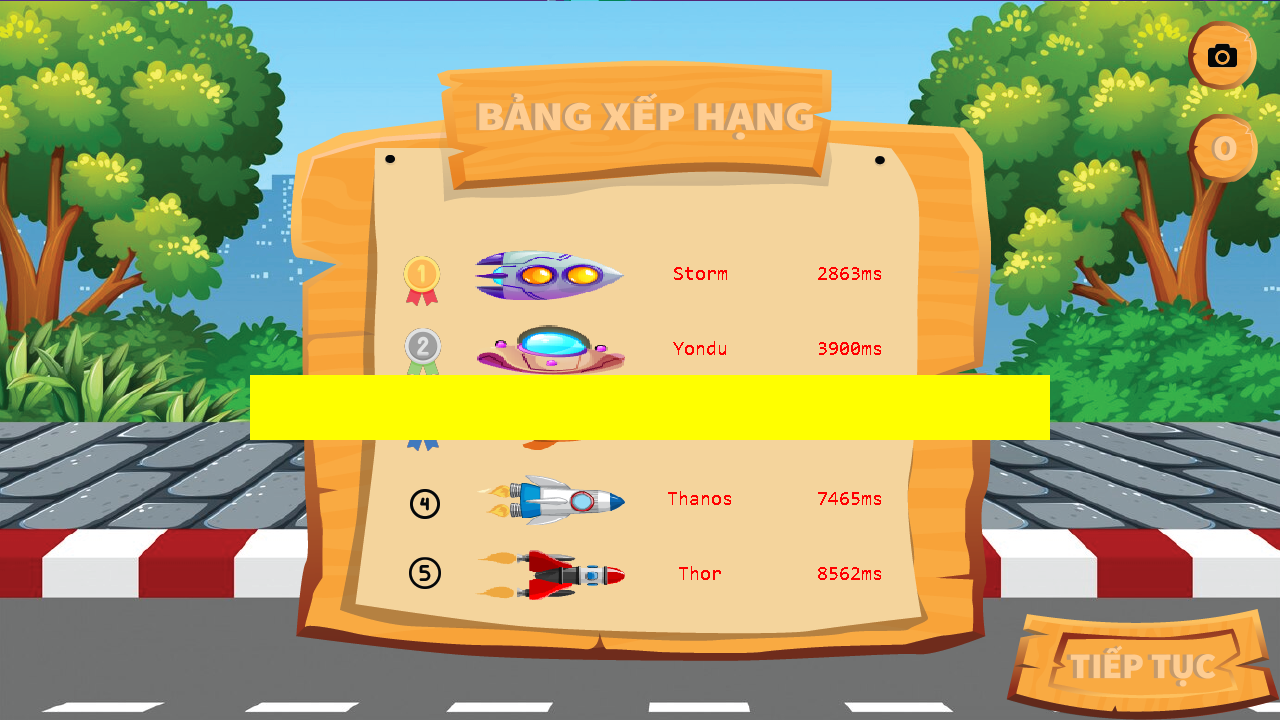 BẢNG XẾP HẠNG
0
1 Storm 2863ms
2 Yondu 3900ms
4 Thanos 7465ms
5 Thor 8562ms
TIẾP TỤC